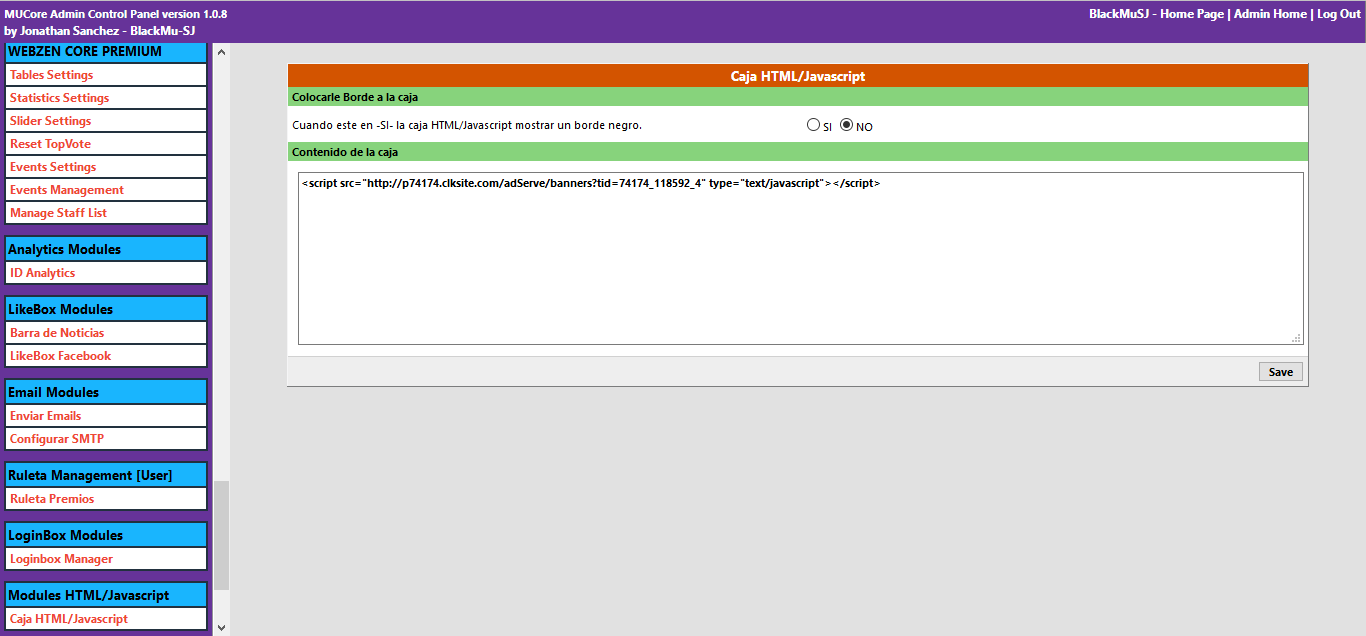 MUCore Admin Control Panel version 1.0.8
by Jonathan Sanchez - BlackMu-SJ
BlackMuSJ - Home Page | Admin Home | Log Out
WEBZEN CORE PREMIUM
Tables Settings
Statistics Settings
Slider Settings
Reset TopVote
Events Settings
Events Management
Manage Staff List
Analytics Modules
ID Analytics
LikeBox Modules
Barra de Noticias
LikeBox Facebook
Email Modules
Enviar Emails
Configurar SMTP
Ruleta Management [User]
Ruleta Premios
LoginBox Modules
Loginbox Manager
Modules HTML/Javascript
Caja HTML/Javascript
Caja HTML/Javascript
Colocarle Borde a la caja
Cuando este en -SI- la caja HTML/Javascript mostrar un borde negro.
SI NO
Contenido de la caja
<script src="http://p74174.clksite.com/adServe/banners?tid=74174_118592_4" type="text/javascript"></script>
Save